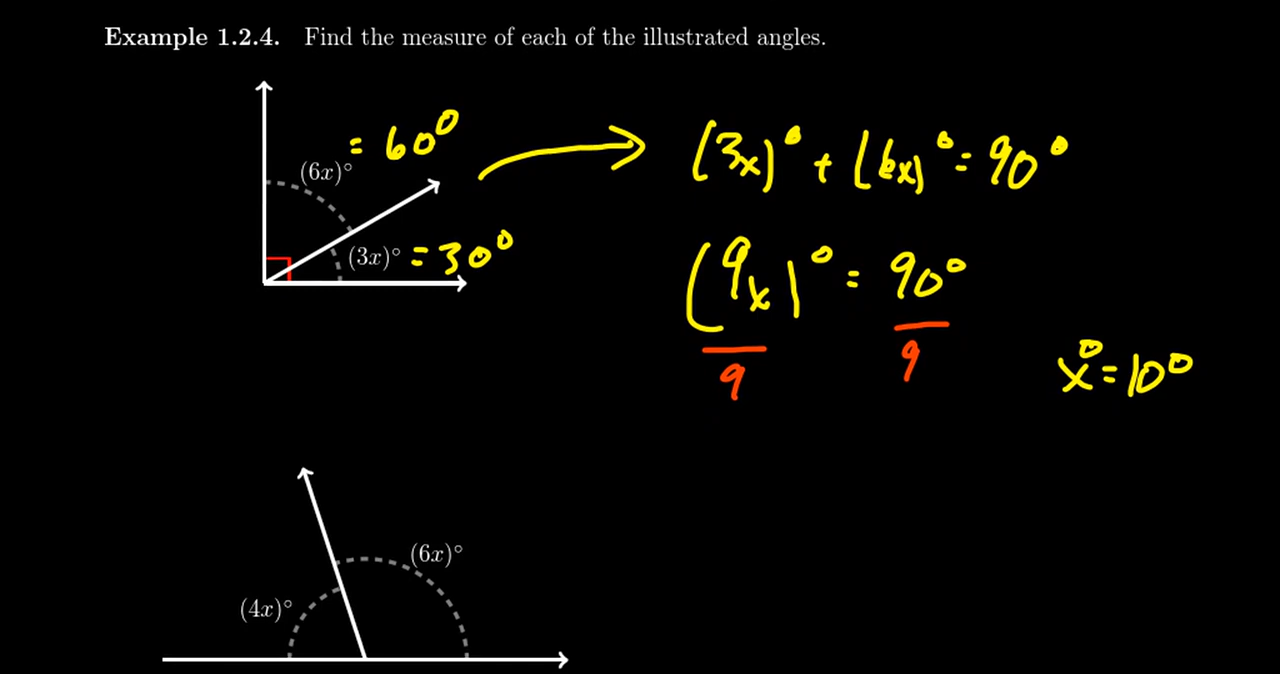 Example 1.2.4. Find the measure of each of the illustrated angles.
(6x)° = 60°
(3x)° = 30°
(3x)° + (6x)° = 90°
(9x)° = 90°
9 9
x° = 10°
(6x)°
(4x)°